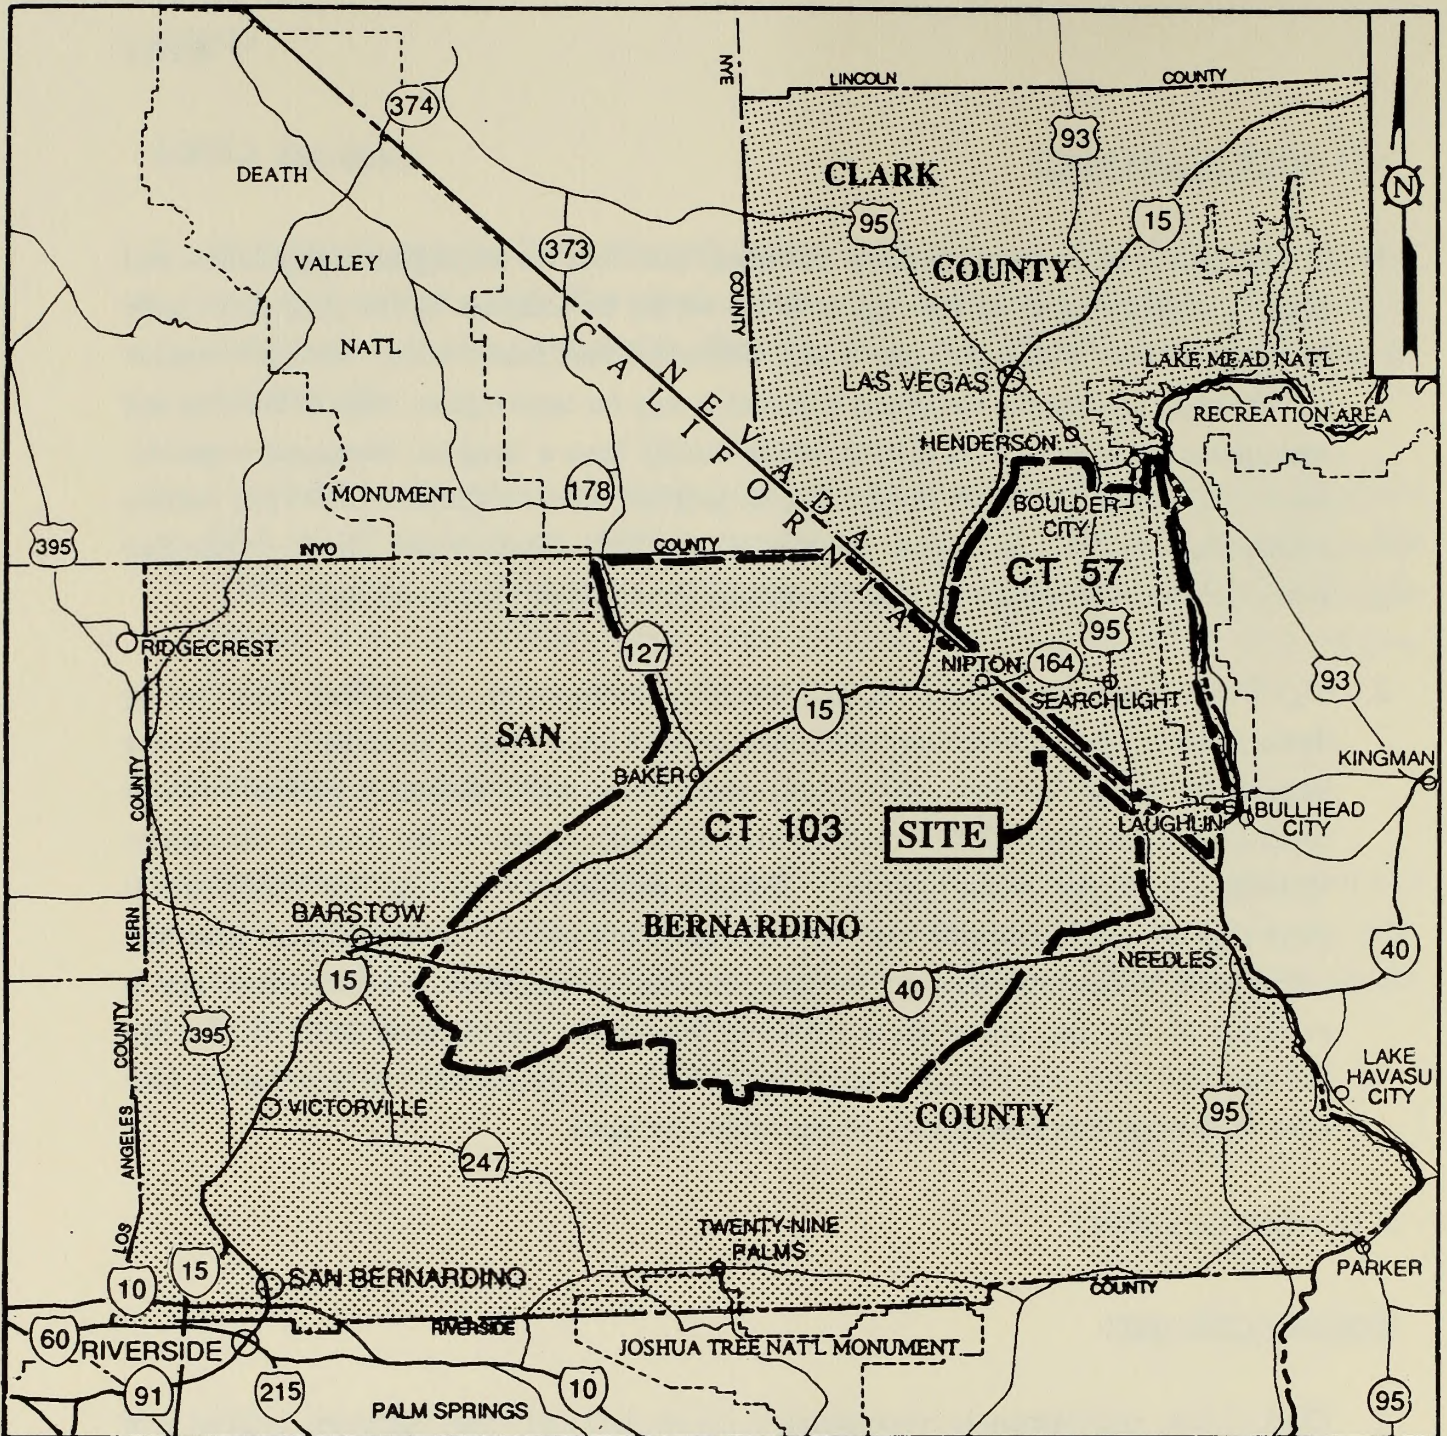 NYE
COUNTY
LINCOLN COUNTY
374
93
N
DEATH
CLARK
95
15
373
COUNTY
VALLEY
NAT'L
CALIFORNIA
NEVADA
LAKE MEAD NAT'L
RECREATION AREA
LAS VEGAS
HENDERSON
MONUMENT
178
BOULDER
CITY
395
INYO COUNTY
CT 57
95
127
RIDGECREST
NIPTON
164
93
SEARCHLIGHT
15
SAN
KINGMAN
BAKER
COUNTY
CT 103
SITE
LAUGHLIN
BULLHEAD
CITY
BARSTOW
BERNARDINO
KERN
40
15
40
NEEDLES
395
COUNTY
LAKE
HAVASU
CITY
VICTORVILLE
COUNTY
95
ANGELES
247
LOS
TWENTY-NINE
PALMS
15
10
SAN BERNARDINO
PARKER
COUNTY
RIVERSIDE
60
RIVERSIDE
JOSHUA TREE NAT'L MONUMENT
91
215
10
95
PALM SPRINGS